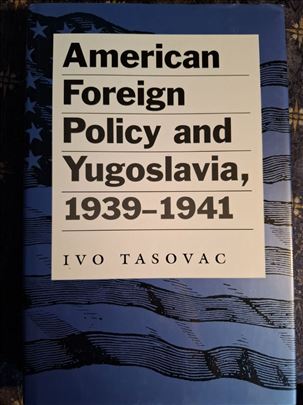 American
Foreign
Policy and
Yugoslavia,
1939–1941
IVO TASOVAC